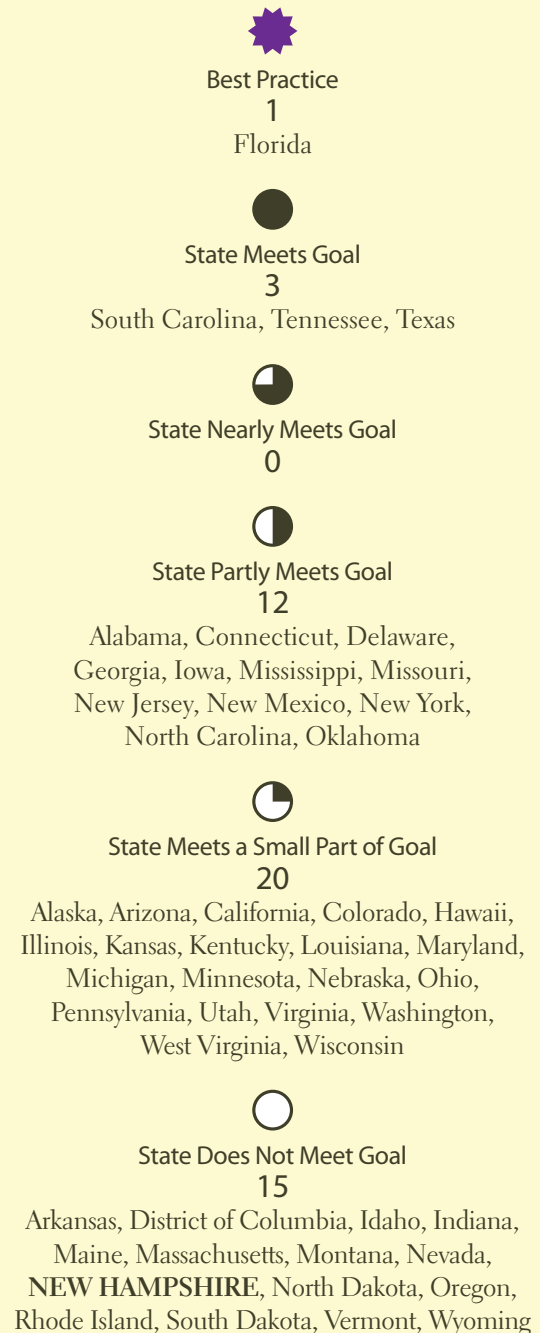 Best Practice
1
Florida
State Meets Goal
3
South Carolina, Tennessee, Texas
State Nearly Meets Goal
0
State Partly Meets Goal
12
Alabama, Connecticut, Delaware,
Georgia, Iowa, Mississippi, Missouri,
New Jersey, New Mexico, New York,
North Carolina, Oklahoma
State Meets a Small Part of Goal
20
Alaska, Arizona, California, Colorado, Hawaii,
Illinois, Kansas, Kentucky, Louisiana, Maryland,
Michigan, Minnesota, Nebraska, Ohio,
Pennsylvania, Utah, Virginia, Washington,
West Virginia, Wisconsin
State Does Not Meet Goal
15
Arkansas, District of Columbia, Idaho, Indiana,
Maine, Massachusetts, Montana, Nevada,
NEW HAMPSHIRE, North Dakota, Oregon,
Rhode Island, South Dakota, Vermont, Wyoming